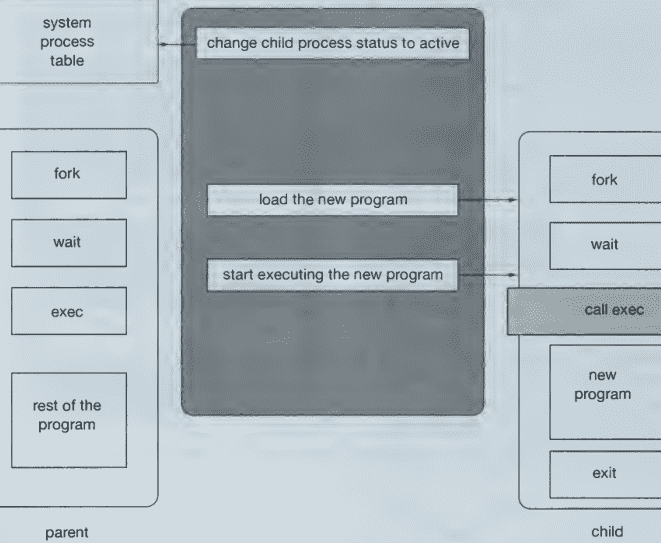 system
process
table
change child process status to active
fork
wait
exec
rest of the
program
parent
load the new program
start executing the new program
fork
wait
call exec
new
program
exit
child